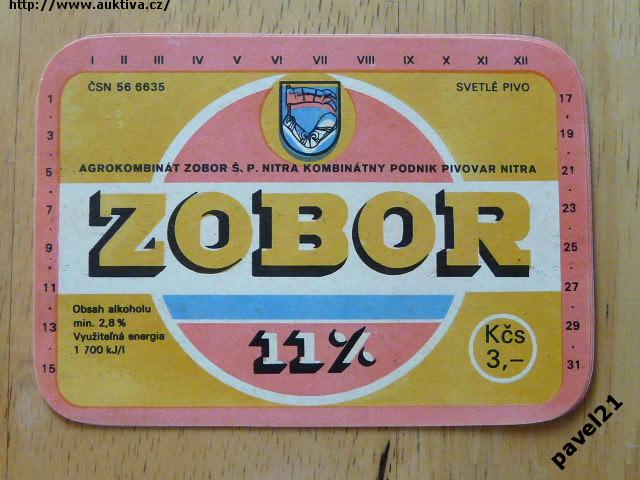 http://www.auktiva.cz/
I II III IV V VI VII VIII IX X XI XII
ČSN 56 6635
SVETLÉ PIVO
AGROKOMBINÁT ZOBOR Š. P. NITRA KOMBINÁTNY PODNIK PIVOVAR NITRA
ZOBOR
Obsah alkoholu
min. 2,8 %
Využiteľná energia
1 700 kJ/l
11%
Kčs
3,–
1
3
5
7
9
11
13
15
17
19
21
23
25
27
29
31
pavel21